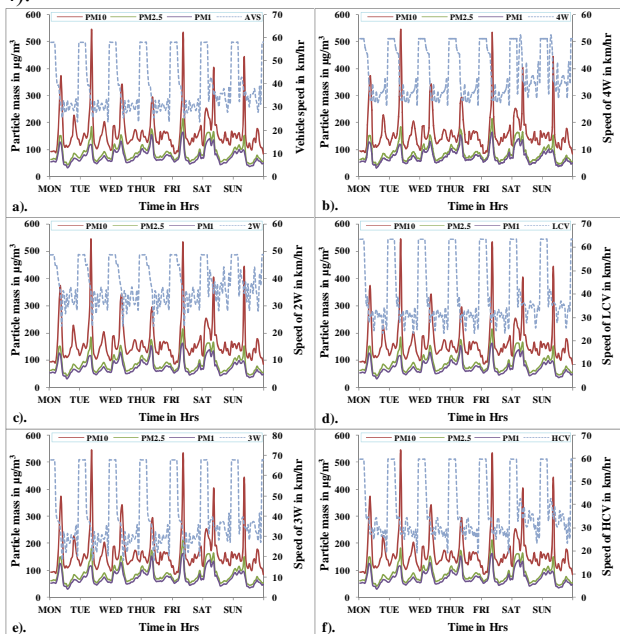 PM10 PM2.5 PM1 AVS
600 500 400 300 200 100 0
Particle mass in µg/m³
70 60 50 40 30 20 10 0
Vehicle speed in km/hr
MON TUE WED THUR FRI SAT SUN
a). Time in Hrs
PM10 PM2.5 PM1 4W
600 500 400 300 200 100 0
Particle mass in µg/m³
60 50 40 30 20 10 0
Speed of 4W in km/hr
MON TUE WED THUR FRI SAT SUN
b). Time in Hrs
PM10 PM2.5 PM1 2W
600 500 400 300 200 100 0
Particle mass in µg/m³
60 50 40 30 20 10 0
Speed of 2W in km/hr
MON TUE WED THUR FRI SAT SUN
c). Time in Hrs
PM10 PM2.5 PM1 LCV
600 500 400 300 200 100 0
Particle mass in µg/m³
70 60 50 40 30 20 10 0
Speed of LCV in km/hr
MON TUE WED THUR FRI SAT SUN
d). Time in Hrs
PM10 PM2.5 PM1 3W
600 500 400 300 200 100 0
Particle mass in µg/m³
80 70 60 50 40 30 20 10 0
Speed of 3W in km/hr
MON TUE WED THUR FRI SAT SUN
e). Time in Hrs
PM10 PM2.5 PM1 HCV
600 500 400 300 200 100 0
Particle mass in µg/m³
70 60 50 40 30 20 10 0
Speed of HCV in km/hr
MON TUE WED THUR FRI SAT SUN
f). Time in Hrs